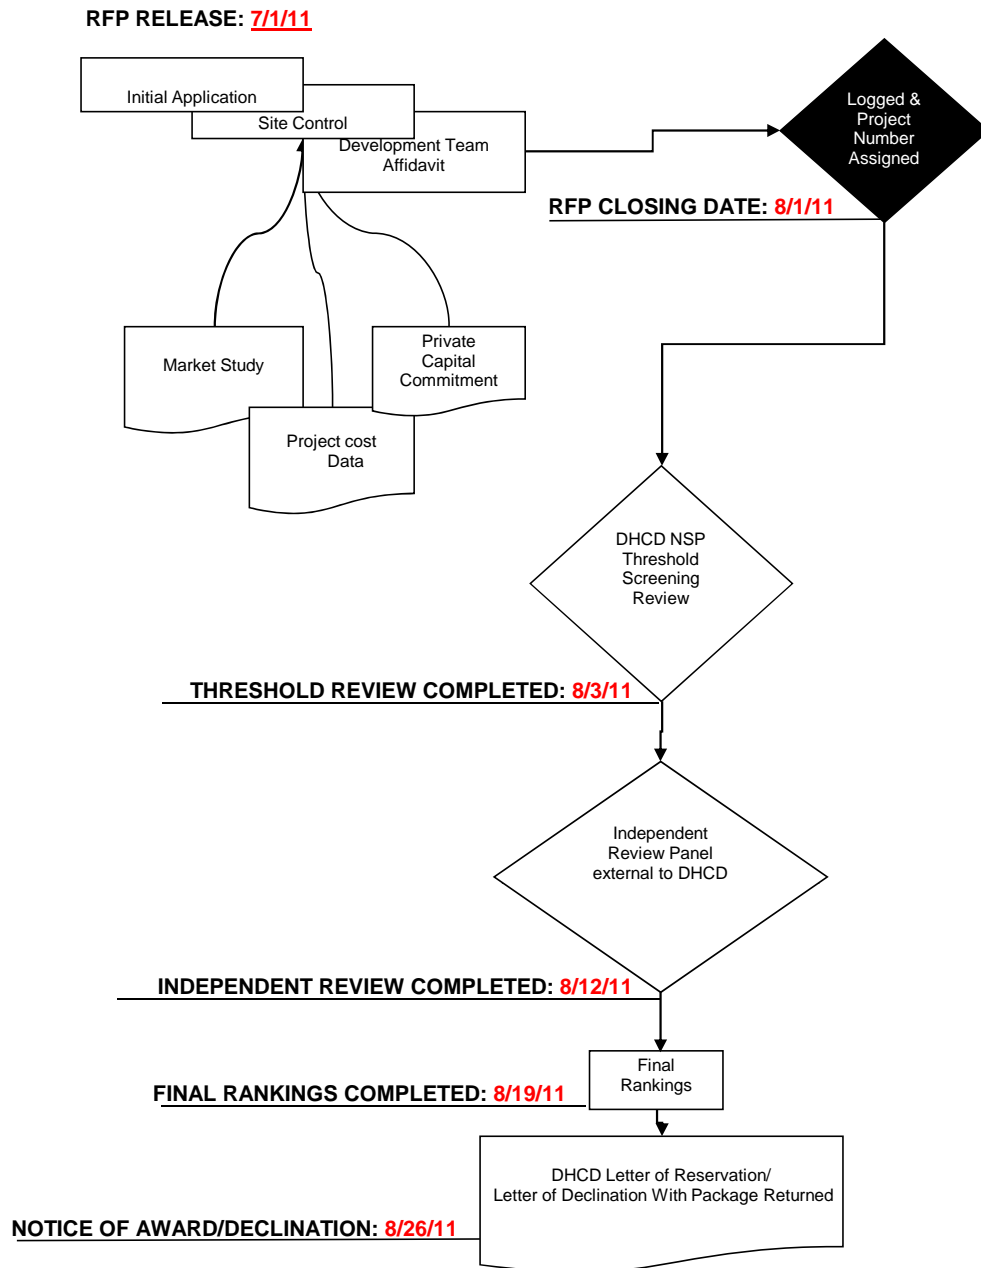 RFP RELEASE: 7/1/11
Initial Application
Site Control
Development Team
Affidavit
Logged &
Project
Number
Assigned
RFP CLOSING DATE: 8/1/11
Market Study
Private
Capital
Commitment
Project cost
Data
DHCD NSP
Threshold
Screening
Review
THRESHOLD REVIEW COMPLETED: 8/3/11
Independent
Review Panel
external to DHCD
INDEPENDENT REVIEW COMPLETED: 8/12/11
Final
Rankings
FINAL RANKINGS COMPLETED: 8/19/11
DHCD Letter of Reservation/
Letter of Declination With Package Returned
NOTICE OF AWARD/DECLINATION: 8/26/11